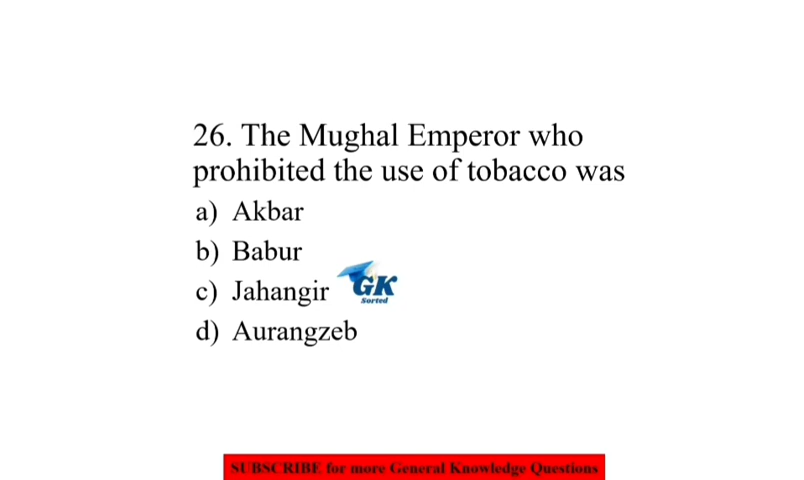 26. The Mughal Emperor who
prohibited the use of tobacco was
a) Akbar
b) Babur
c) Jahangir
GK
Sorted
d) Aurangzeb
SUBSCRIBE for more General Knowledge Questions